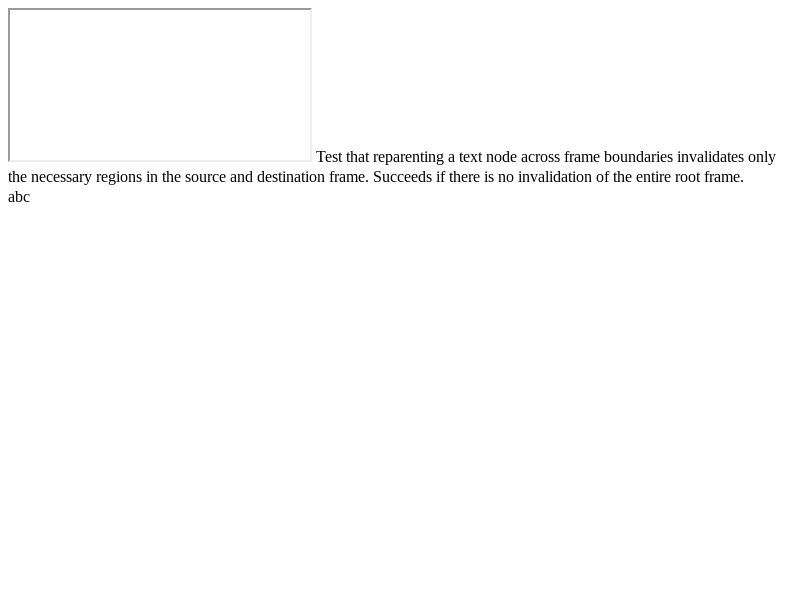 Test that reparenting a text node across frame boundaries invalidates only
the necessary regions in the source and destination frame. Succeeds if there is no invalidation of the entire root frame.
abc